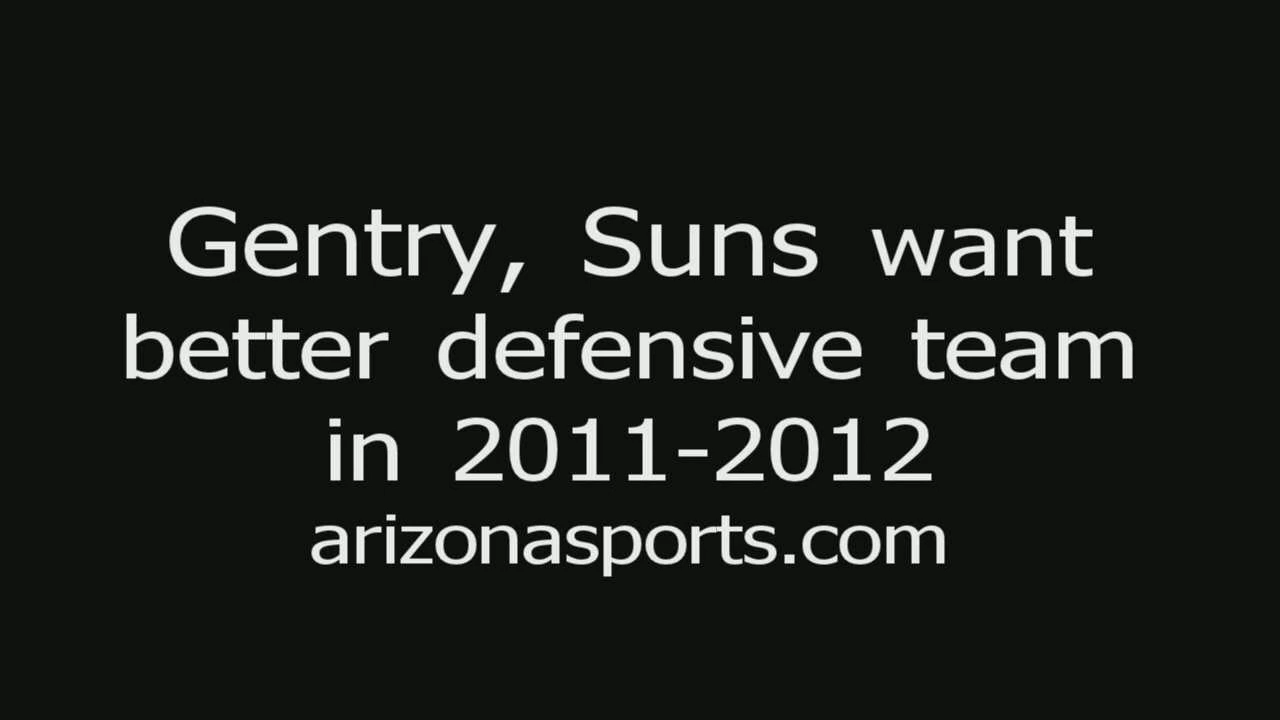 Gentry, Suns want
better defensive team
in 2011-2012
arizonasports.com